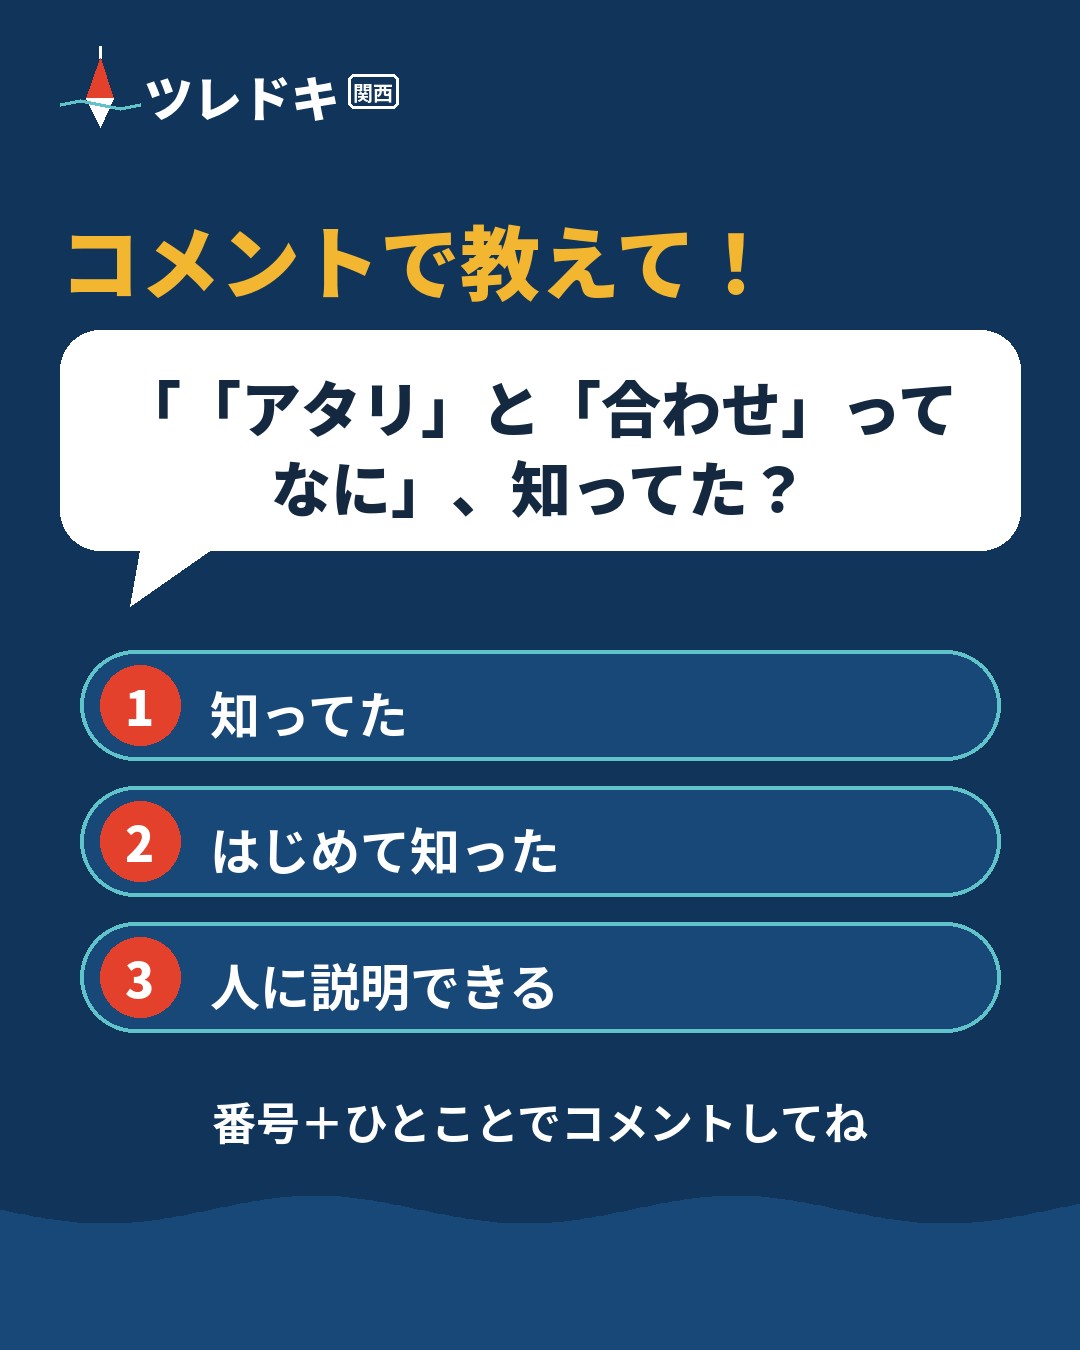 ツレドキ 関西
コメントで教えて！
「「アタリ」と「合わせ」って
なに」、知ってた？
1 知ってた
2 はじめて知った
3 人に説明できる
番号＋ひとことでコメントしてね